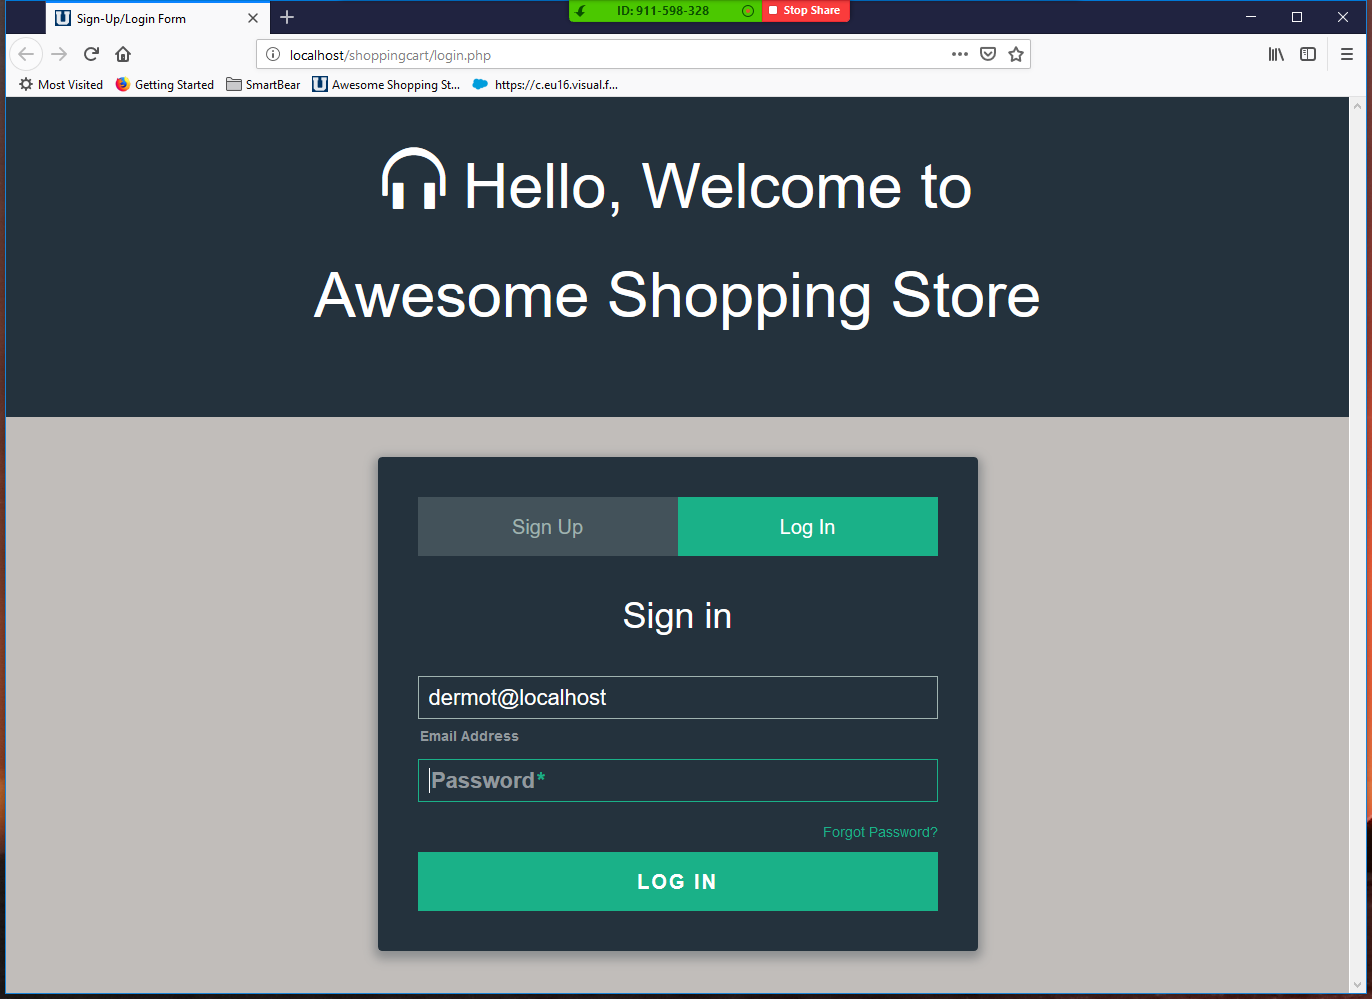 Sign-Up/Login Form
ID: 911-598-328
Stop Share
localhost/shoppingcart/login.php
Most Visited
Getting Started
SmartBear
Awesome Shopping St...
https://c.eu16.visual.f...
Hello, Welcome to
Awesome Shopping Store
Sign Up
Log In
Sign in
dermot@localhost
Email Address
Password*
Forgot Password?
LOG IN